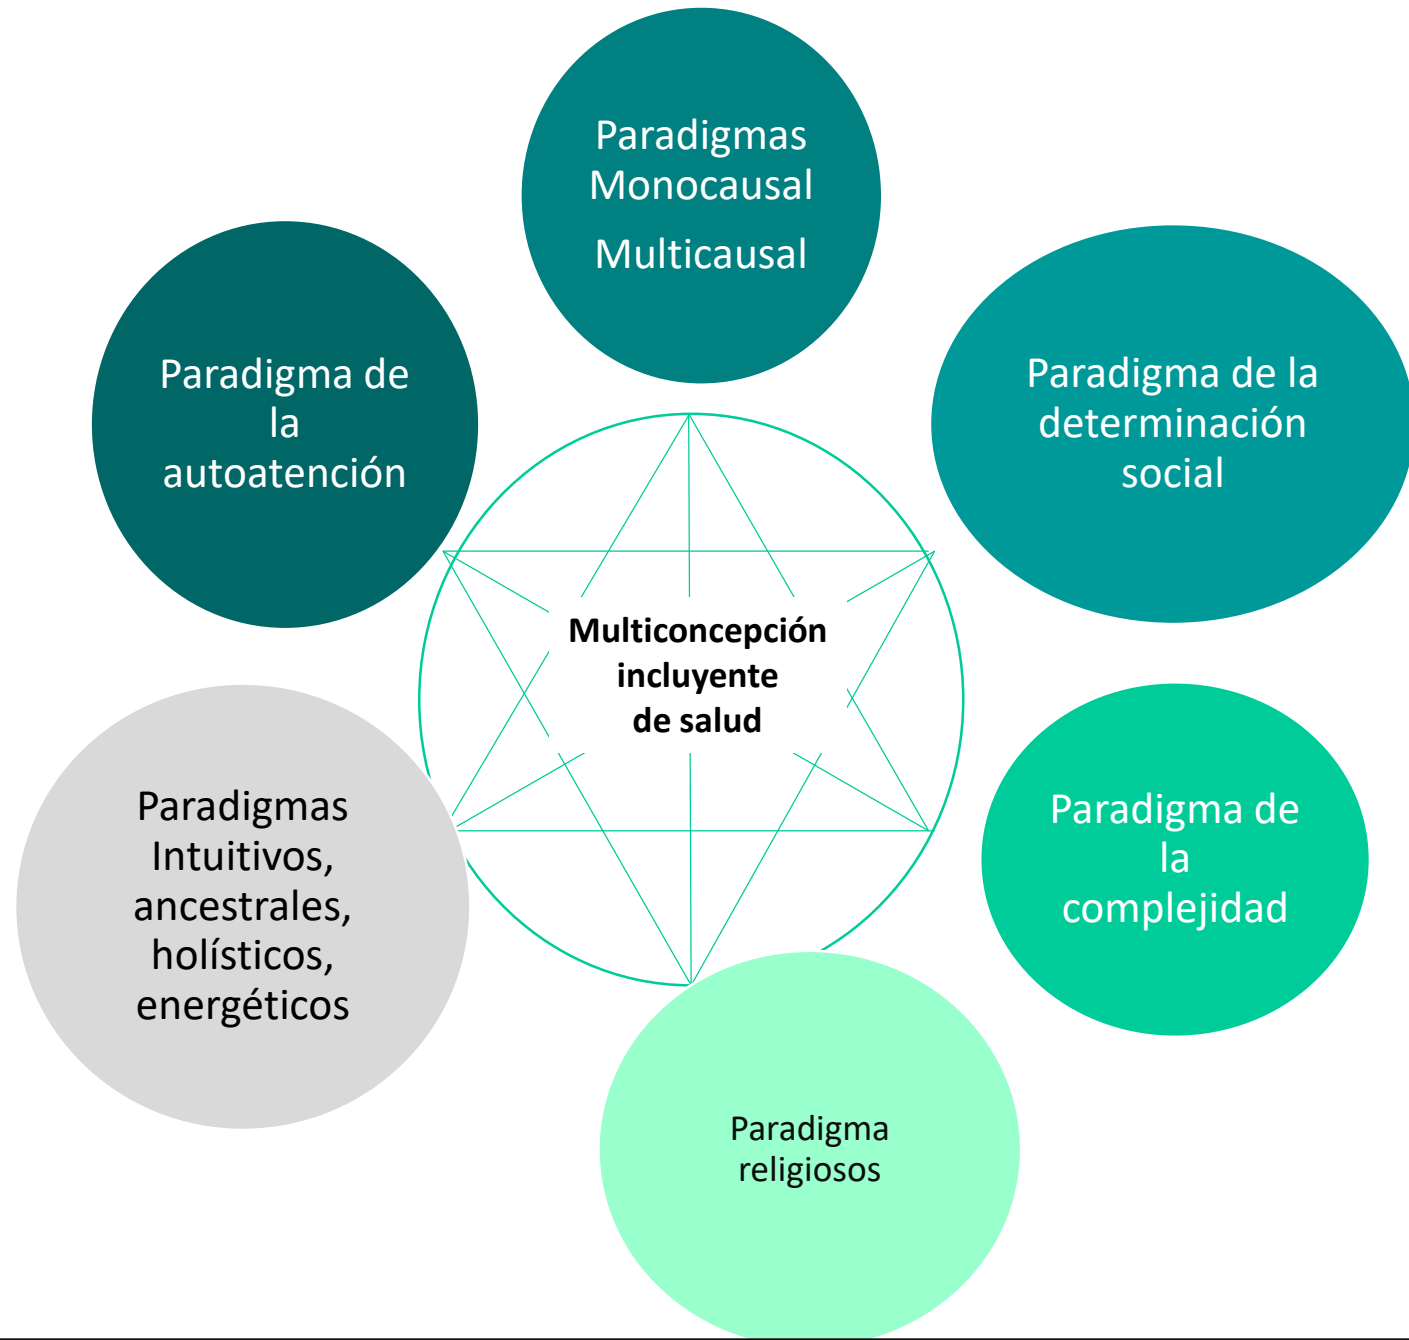 Paradigmas
Monocausal
Multicausal
Paradigma de la
determinación
social
Paradigma de
la
complejidad
Paradigma
religiosos
Paradigmas
Intuitivos,
ancestrales,
holísticos,
energéticos
Paradigma de
la
autoatención
Multiconcepción
incluyente
de salud